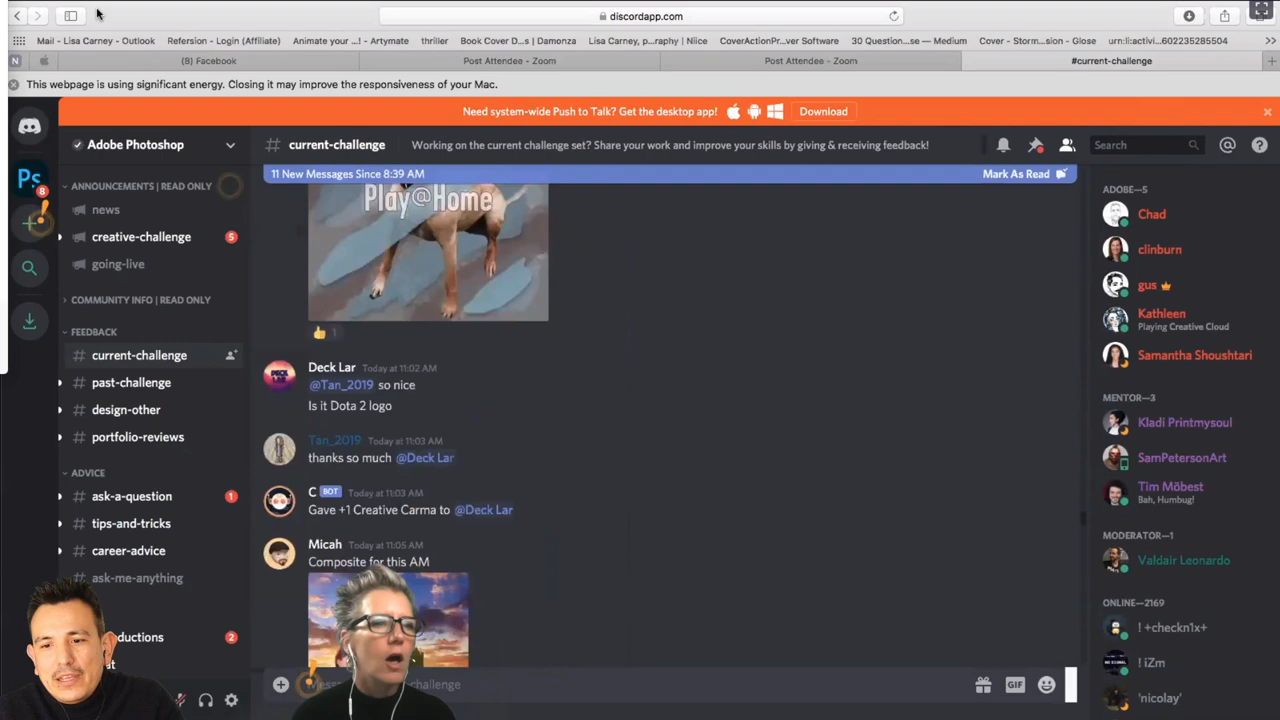 discordapp.com
Mail - Lisa Carney - Outlook
Refersion - Login (Affiliate)
Animate your ...! - Artymate
thriller
Book Cover D...s | Damonza
Lisa Carney, p...raphy | Niice
CoverActionPr...ver Software
30 Question...se — Medium
Cover - Storm...sion - Glose
urn:li:activi...602235285504
N
(8) Facebook
Post Attendee - Zoom
Post Attendee - Zoom
#current-challenge
This webpage is using significant energy. Closing it may improve the responsiveness of your Mac.
Need system-wide Push to Talk? Get the desktop app!
Download
Adobe Photoshop
# current-challenge
Working on the current challenge set? Share your work and improve your skills by giving & receiving feedback!
Search
11 New Messages Since 8:39 AM
Mark As Read
Ps
8
ANNOUNCEMENTS | READ ONLY
news
creative-challenge
5
going-live
COMMUNITY INFO | READ ONLY
FEEDBACK
# current-challenge
# past-challenge
# design-other
# portfolio-reviews
ADVICE
# ask-a-question
1
# tips-and-tricks
# career-advice
# ask-me-anything
oductions
2
Play@Home
1
Deck Lar Today at 11:02 AM
@Tan_2019 so nice
Is it Dota 2 logo
Tan_2019 Today at 11:03 AM
thanks so much @Deck Lar
C BOT Today at 11:03 AM
Gave +1 Creative Carma to @Deck Lar
Micah Today at 11:05 AM
Composite for this AM
challenge
GIF
ADOBE—5
Chad
clinburn
gus
Kathleen
Playing Creative Cloud
Samantha Shoushtari
MENTOR—3
Kladi Printmysoul
SamPetersonArt
Tim Möbest
Bah, Humbug!
MODERATOR—1
Valdair Leonardo
ONLINE—2169
! +checkn1x+
! iZm
'nicolay'